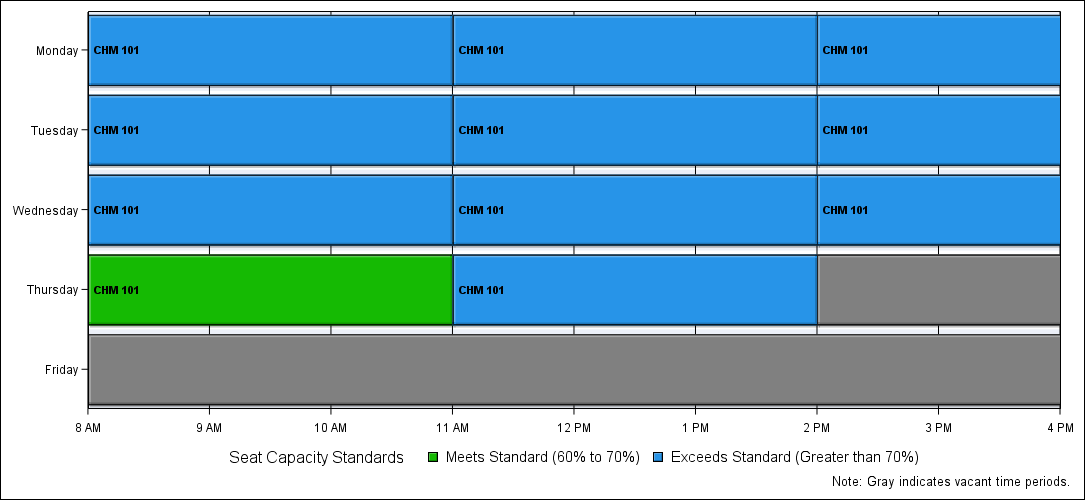 Monday CHM 101 CHM 101 CHM 101
Tuesday CHM 101 CHM 101 CHM 101
Wednesday CHM 101 CHM 101 CHM 101
Thursday CHM 101 CHM 101
Friday
8 AM 9 AM 10 AM 11 AM 12 PM 1 PM 2 PM 3 PM 4 PM
Seat Capacity Standards Meets Standard (60% to 70%) Exceeds Standard (Greater than 70%)
Note: Gray indicates vacant time periods.